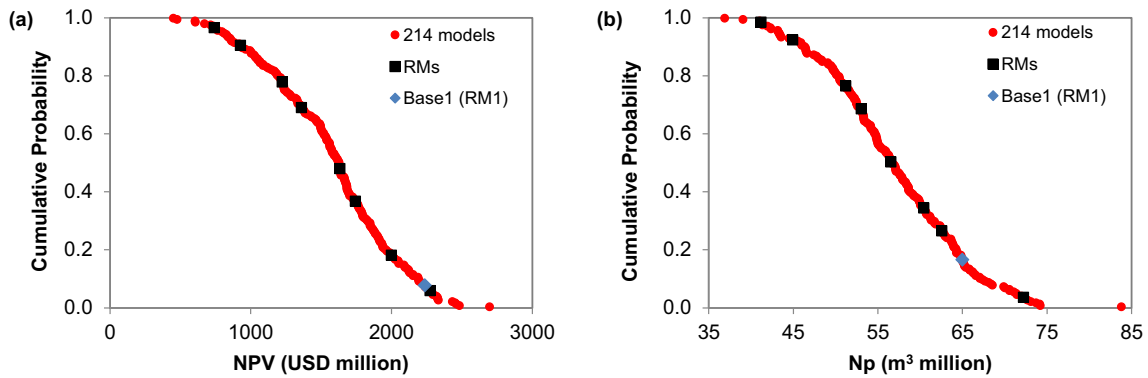 (a)
Cumulative Probability
1.0
0.8
0.6
0.4
0.2
0.0
214 models
RMs
Base1 (RM1)
0 1000 2000 3000
NPV (USD million)
(b)
Cumulative Probability
1.0
0.8
0.6
0.4
0.2
0.0
214 models
RMs
Base1 (RM1)
35 45 55 65 75 85
Np (m³ million)